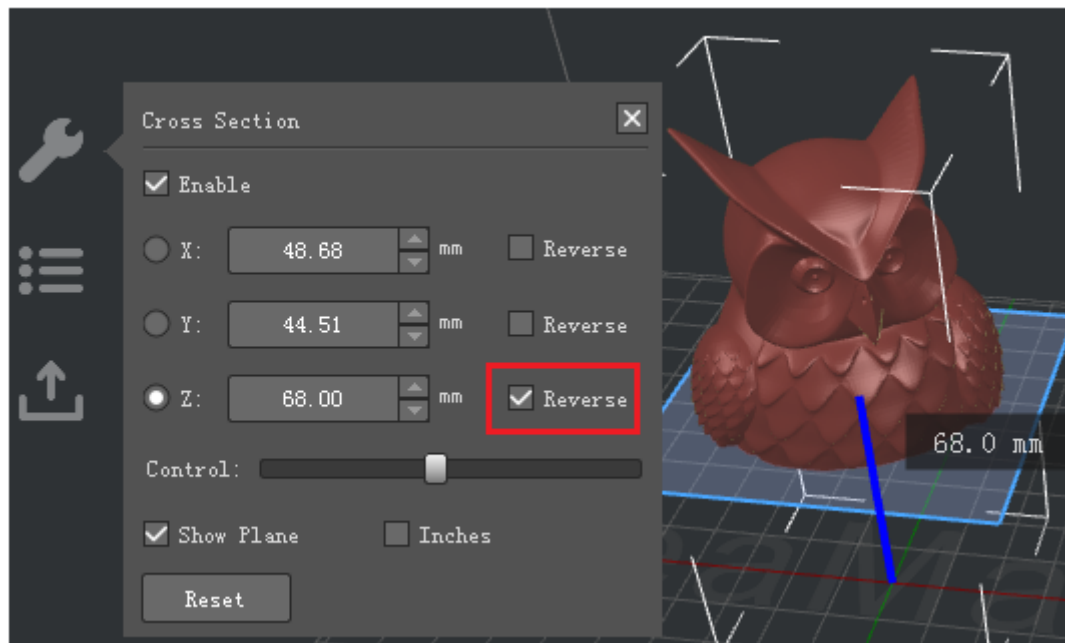 Cross Section
Enable
X: 48.68 mm Reverse
Y: 44.51 mm Reverse
Z: 68.00 mm Reverse
68.0 mm
Control:
Show Plane Inches
Reset